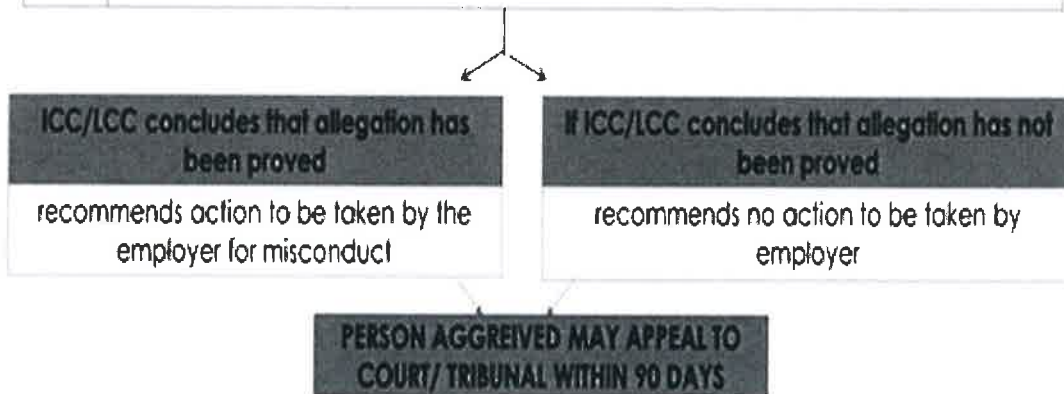 ICC/LCC concludes that allegation has
been proved
recommends action to be taken by the
employer for misconduct
If ICC/LCC concludes that allegation has not
been proved
recommends no action to be taken by
employer
PERSON AGGREIVED MAY APPEAL TO
COURT/ TRIBUNAL WITHIN 90 DAYS